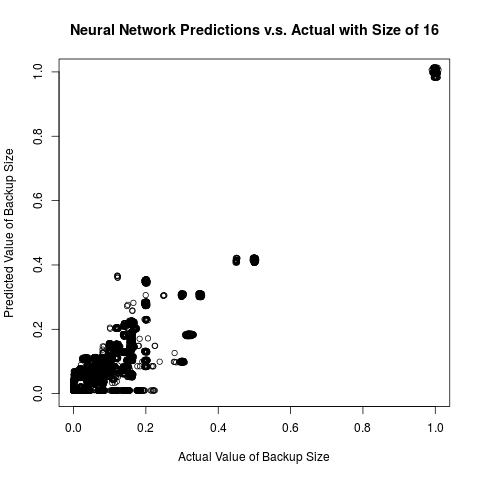 Neural Network Predictions v.s. Actual with Size of 16
Predicted Value of Backup Size
1.0
0.8
0.6
0.4
0.2
0.0
0.0 0.2 0.4 0.6 0.8 1.0
Actual Value of Backup Size